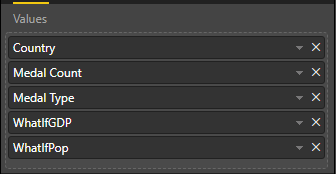 Values
Country
Medal Count
Medal Type
WhatIfGDP
WhatIfPop